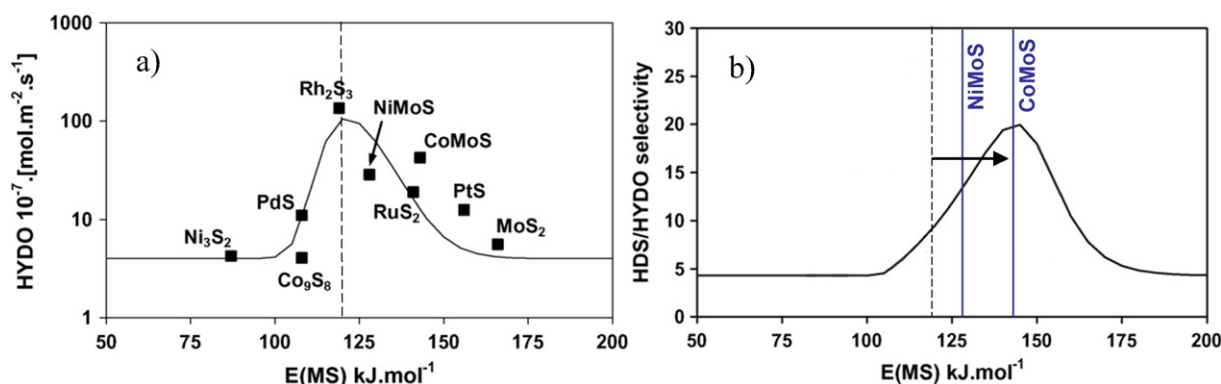 a)
HYDO 10⁻⁷.[mol.m⁻².s⁻¹]
1000
100
10
1
Rh₂S₃
NiMoS
CoMoS
PdS
RuS₂
PtS
Ni₃S₂
Co₉S₈
MoS₂
50 75 100 125 150 175 200
E(MS) kJ.mol⁻¹
b)
HDS/HYDO selectivity
30
25
20
15
10
5
0
NiMoS
CoMoS
50 75 100 125 150 175 200
E(MS) kJ.mol⁻¹